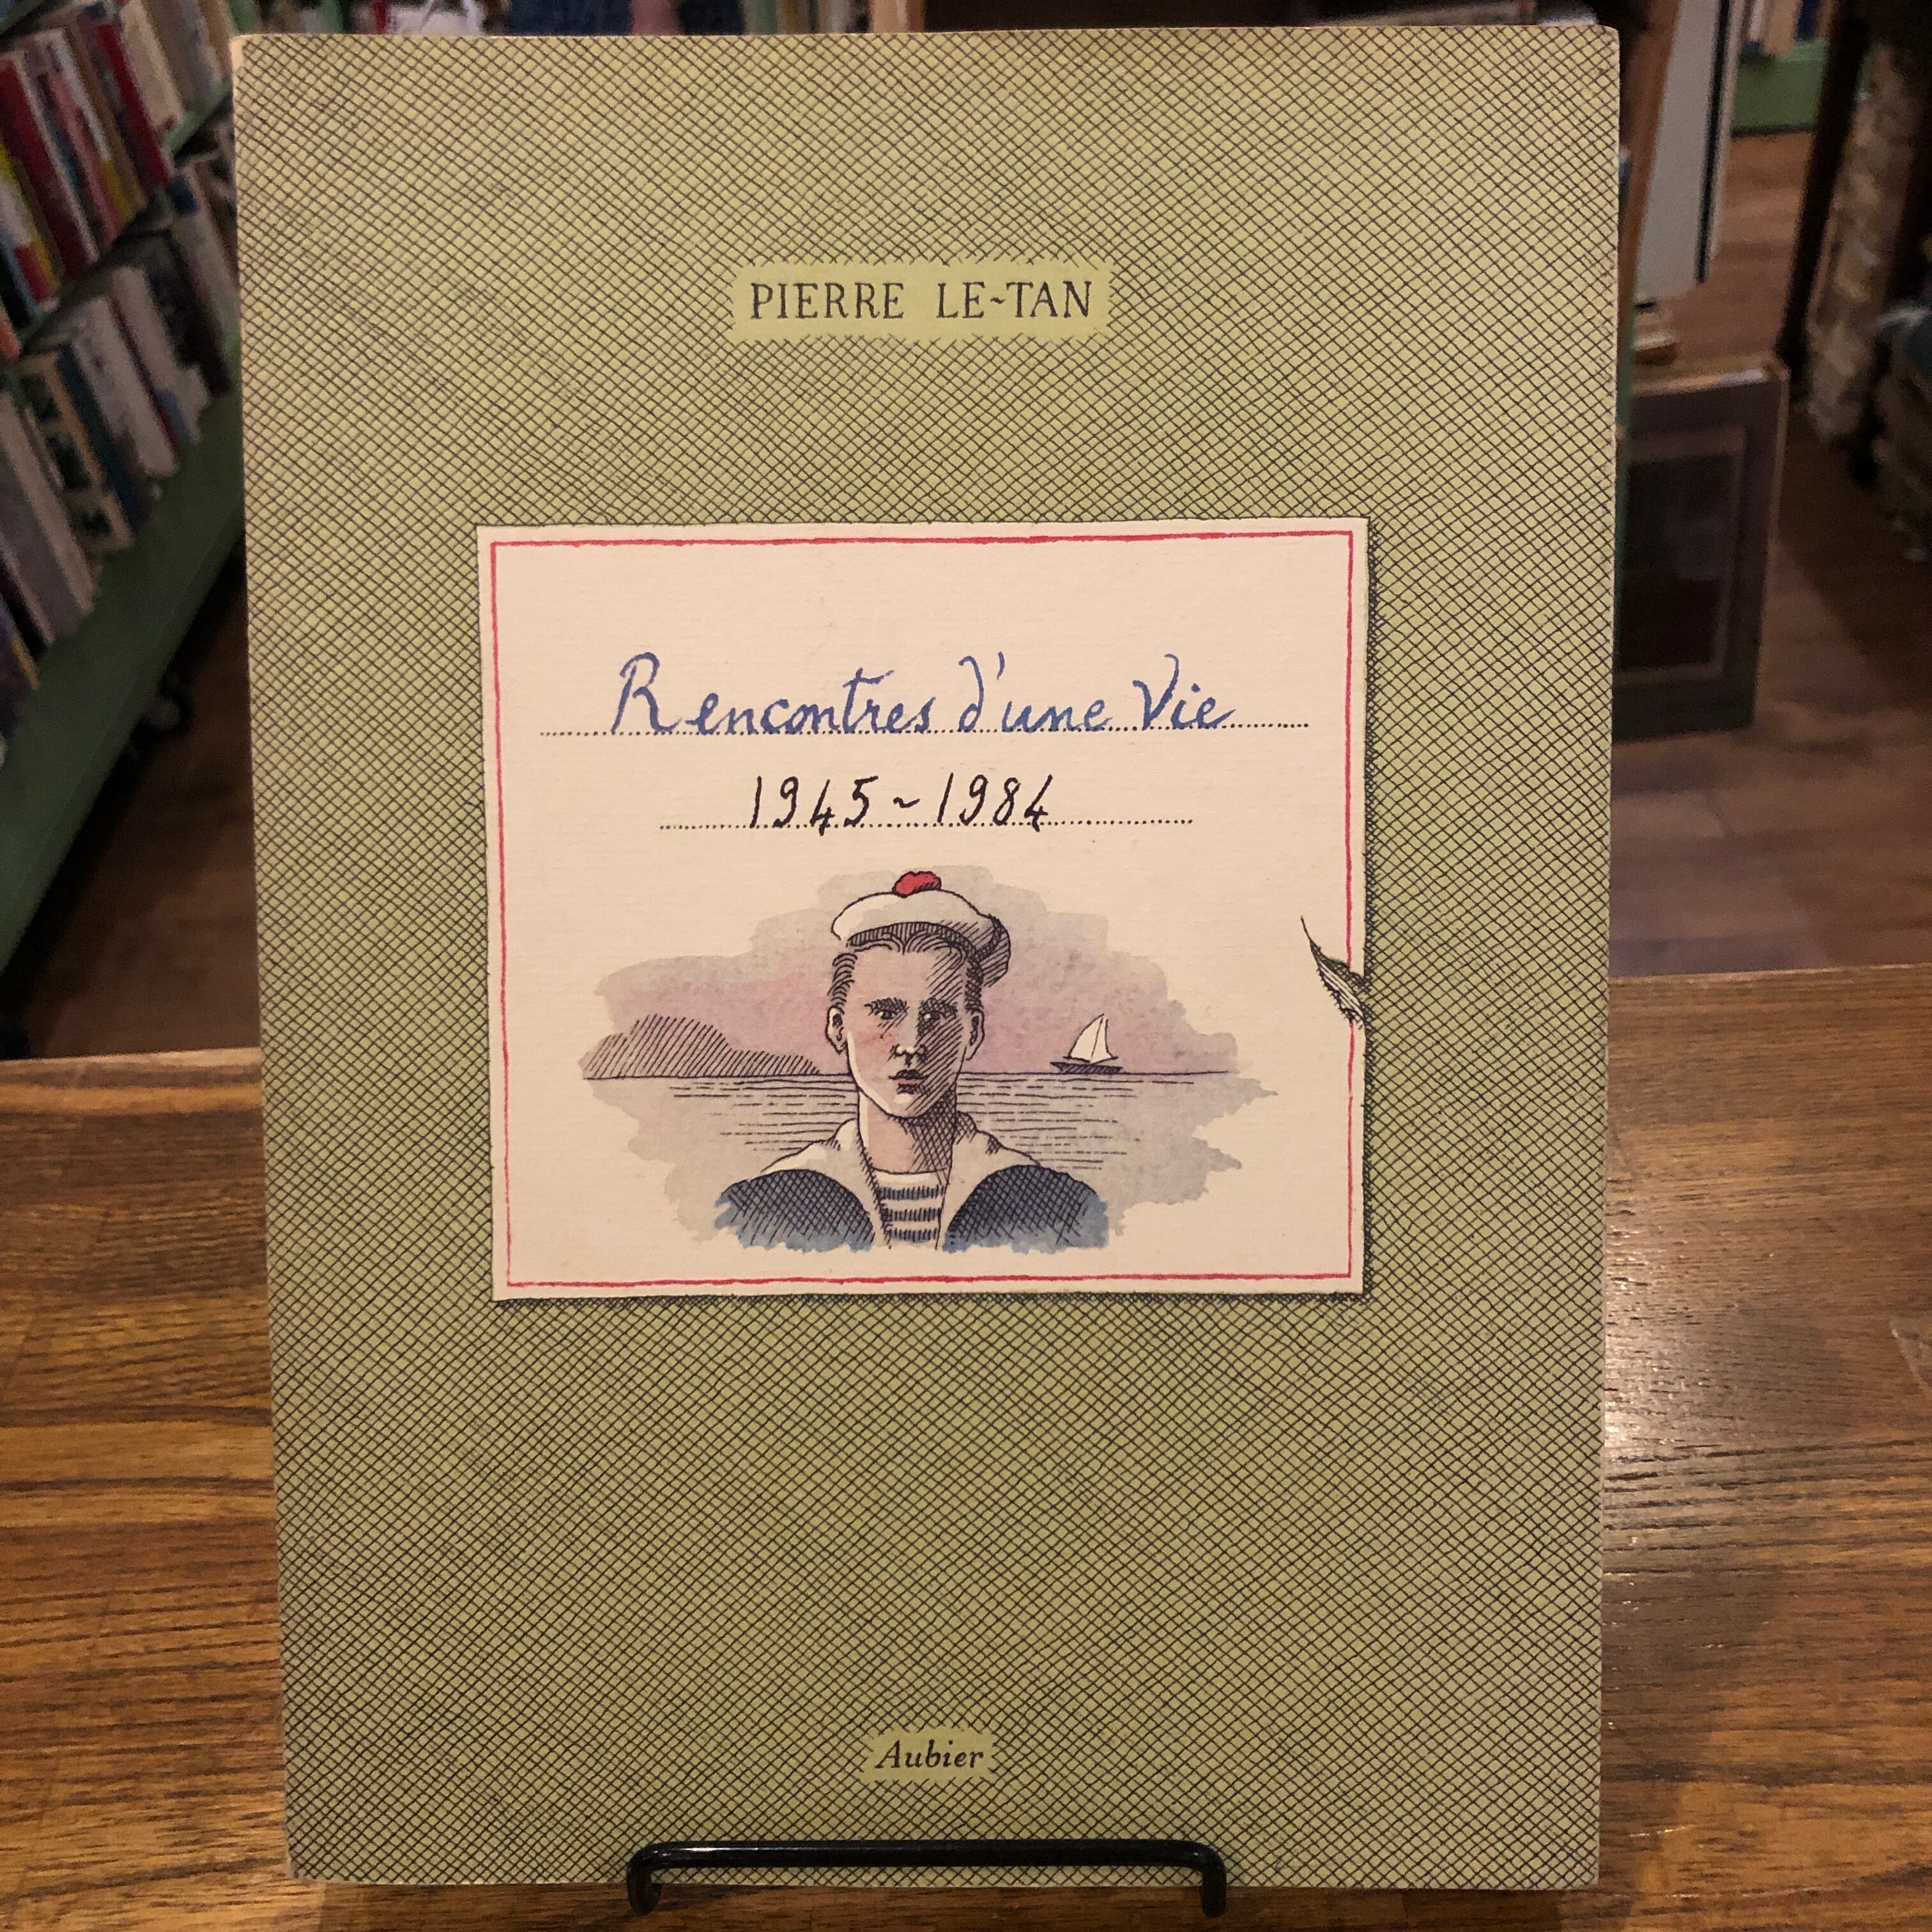 PIERRE LE~TAN
Rencontres d'une Vie
1945~1984
Aubier